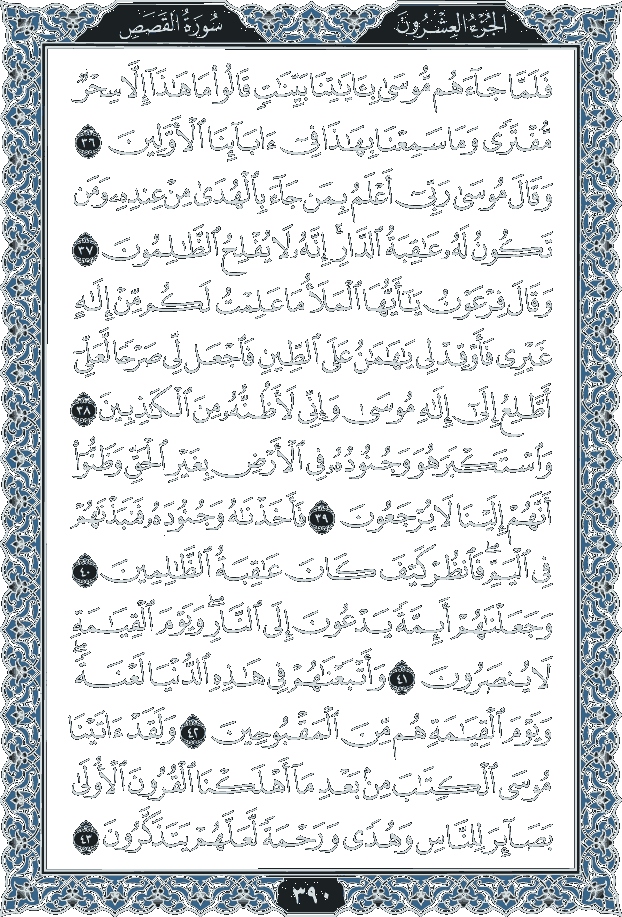 الجُزْءُ العِشْرُونَ
سُورَةُ القَصَصِ
فَلَمَّا جَآءَهُم مُّوسَىٰ بِـَٔايَـٰتِنَا بَيِّنَـٰتٍ قَالُوا۟ مَا هَـٰذَآ إِلَّا سِحْرٌ
مُّفْتَرًى وَمَا سَمِعْنَا بِهَـٰذَا فِىٓ ءَابَآئِنَا ٱلْأَوَّلِينَ ٣٦
وَقَالَ مُوسَىٰ رَبِّىٓ أَعْلَمُ بِمَن جَآءَ بِٱلْهُدَىٰ مِنْ عِندِهِۦ وَمَن
تَكُونُ لَهُۥ عَـٰقِبَةُ ٱلدَّارِ ۖ إِنَّهُۥ لَا يُفْلِحُ ٱلظَّـٰلِمُونَ ٣٧
وَقَالَ فِرْعَوْنُ يَـٰٓأَيُّهَا ٱلْمَلَأُ مَا عَلِمْتُ لَكُم مِّنْ إِلَـٰهٍ
غَيْرِى فَأَوْقِدْ لِى يَـٰهَـٰمَـٰنُ عَلَى ٱلطِّينِ فَٱجْعَل لِّى صَرْحًا لَّعَلِّىٓ
أَطَّلِعُ إِلَىٰٓ إِلَـٰهِ مُوسَىٰ وَإِنِّى لَأَظُنُّهُۥ مِنَ ٱلْكَـٰذِبِينَ ٣٨
وَٱسْتَكْبَرَ هُوَ وَجُنُودُهُۥ فِى ٱلْأَرْضِ بِغَيْرِ ٱلْحَقِّ وَظَنُّوٓا۟
أَنَّهُمْ إِلَيْنَا لَا يُرْجَعُونَ ٣٩ فَأَخَذْنَـٰهُ وَجُنُودَهُۥ فَنَبَذْنَـٰهُمْ
فِى ٱلْيَمِّ ۖ فَٱنظُرْ كَيْفَ كَانَ عَـٰقِبَةُ ٱلظَّـٰلِمِينَ ٤٠
وَجَعَلْنَـٰهُمْ أَئِمَّةً يَدْعُونَ إِلَى ٱلنَّارِ ۖ وَيَوْمَ ٱلْقِيَـٰمَةِ
لَا يُنصَرُونَ ٤١ وَأَتْبَعْنَـٰهُمْ فِى هَـٰذِهِ ٱلدُّنْيَا لَعْنَةً ۖ
وَيَوْمَ ٱلْقِيَـٰمَةِ هُم مِّنَ ٱلْمَقْبُوحِينَ ٤٢ وَلَقَدْ ءَاتَيْنَا
مُوسَى ٱلْكِتَـٰبَ مِنۢ بَعْدِ مَآ أَهْلَكْنَا ٱلْقُرُونَ ٱلْأُولَىٰ
بَصَآئِرَ لِلنَّاسِ وَهُدًى وَرَحْمَةً لَّعَلَّهُمْ يَتَذَكَّرُونَ ٤٣
٣٩٠